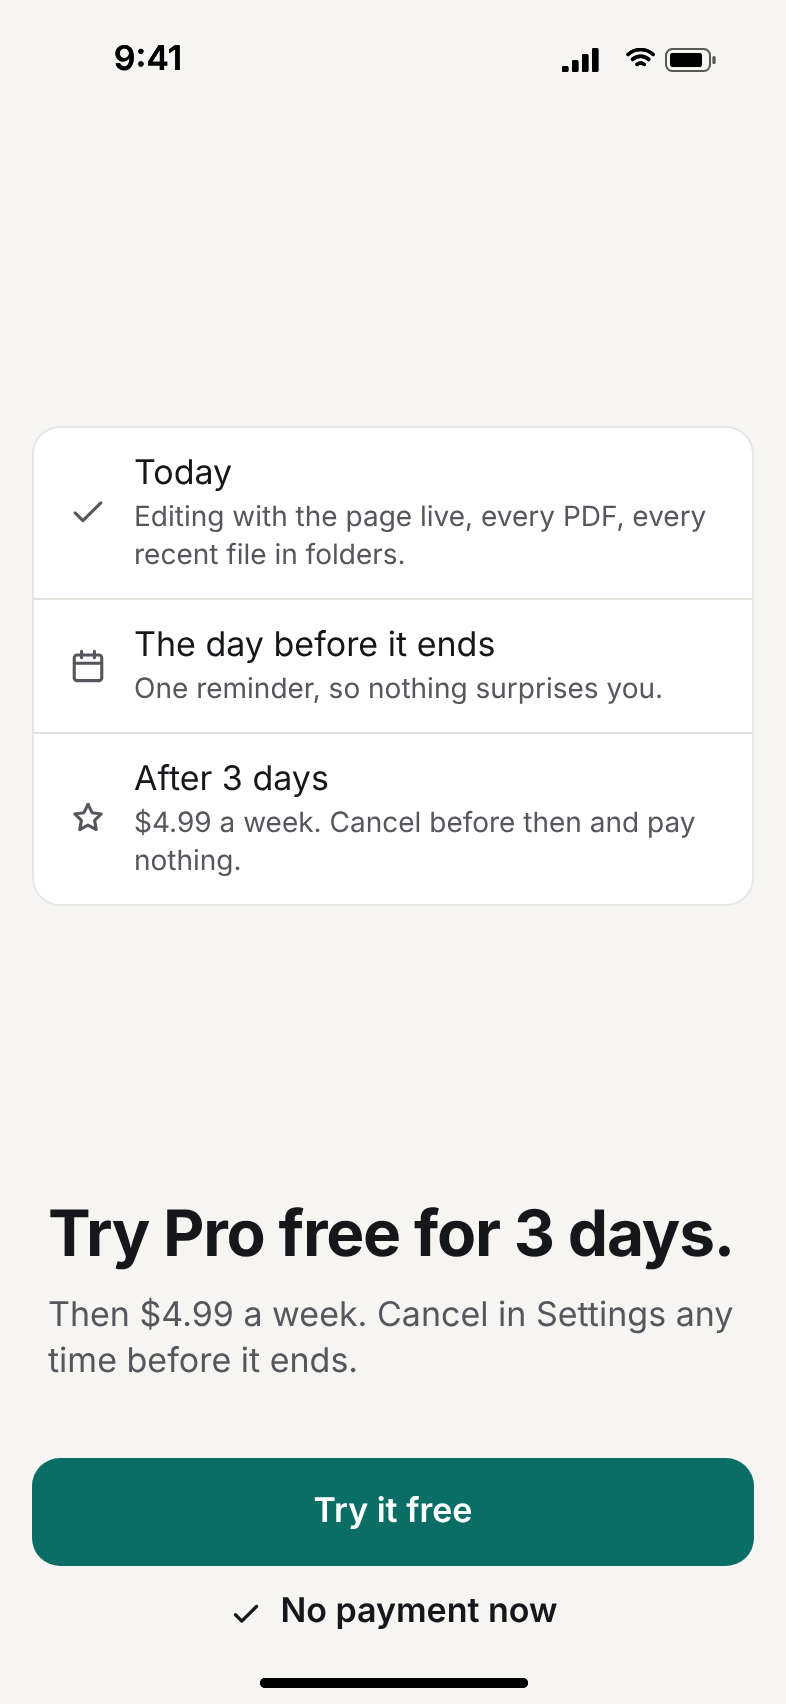 9:41
Today
Editing with the page live, every PDF, every
recent file in folders.
The day before it ends
One reminder, so nothing surprises you.
After 3 days
$4.99 a week. Cancel before then and pay
nothing.
Try Pro free for 3 days.
Then $4.99 a week. Cancel in Settings any
time before it ends.
Try it free
No payment now